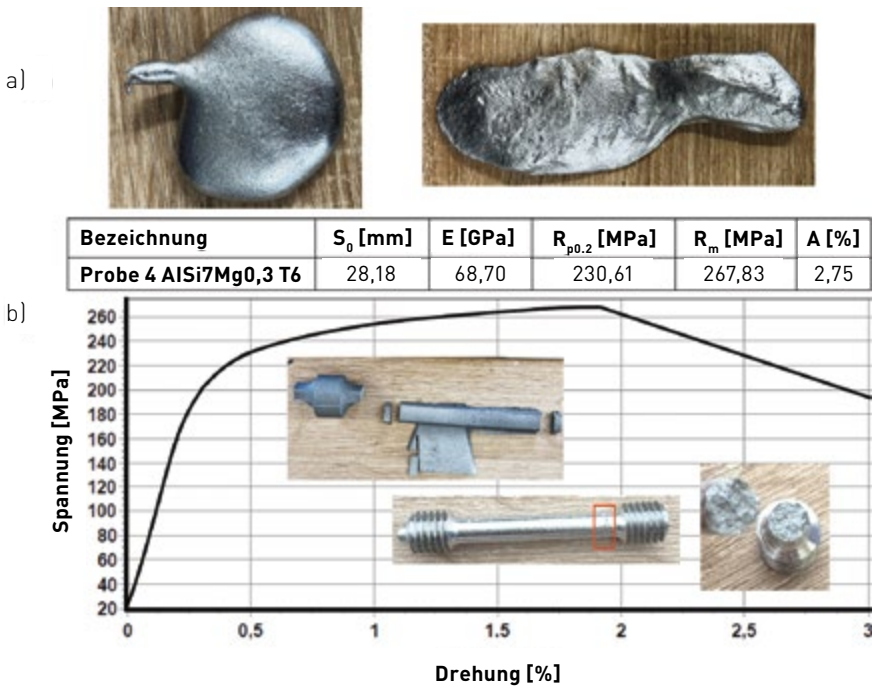 a)
Bezeichnung S₀ [mm] E [GPa] Rp0.2 [MPa] Rm [MPa] A [%]
Probe 4 AlSi7Mg0,3 T6 28,18 68,70 230,61 267,83 2,75
b)
Spannung [MPa]
260
240
220
200
180
160
140
120
100
80
60
40
20
0 0,5 1 1.5 2 2,5 3
Drehung [%]